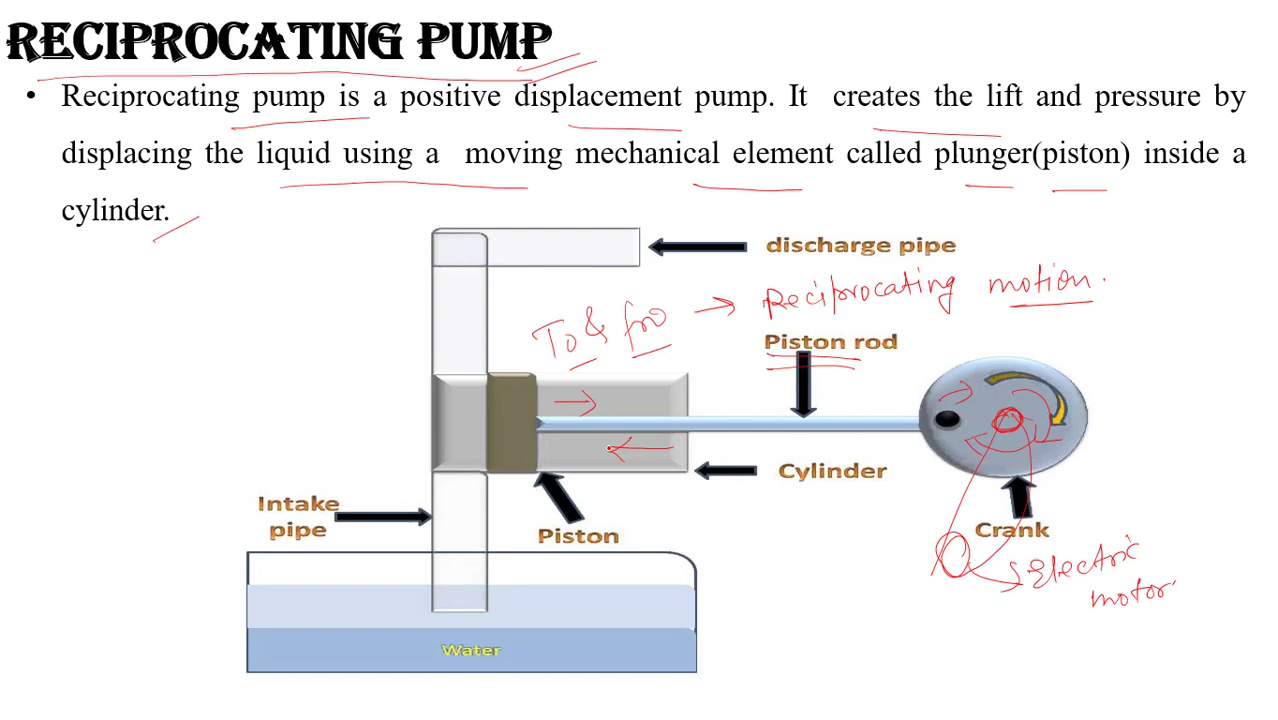 RECIPROCATING PUMP
• Reciprocating pump is a positive displacement pump. It creates the lift and pressure by
displacing the liquid using a moving mechanical element called plunger(piston) inside a
cylinder.
discharge pipe
To & fro → Reciprocating motion.
Piston rod
Cylinder
Intake
pipe
Piston
Crank
Electric
motor
Water